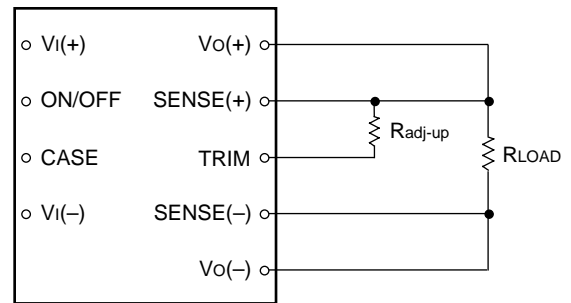 VI(+) VO(+)
ON/OFF SENSE(+)
Radj-up
CASE TRIM RLOAD
VI(–) SENSE(–)
VO(–)